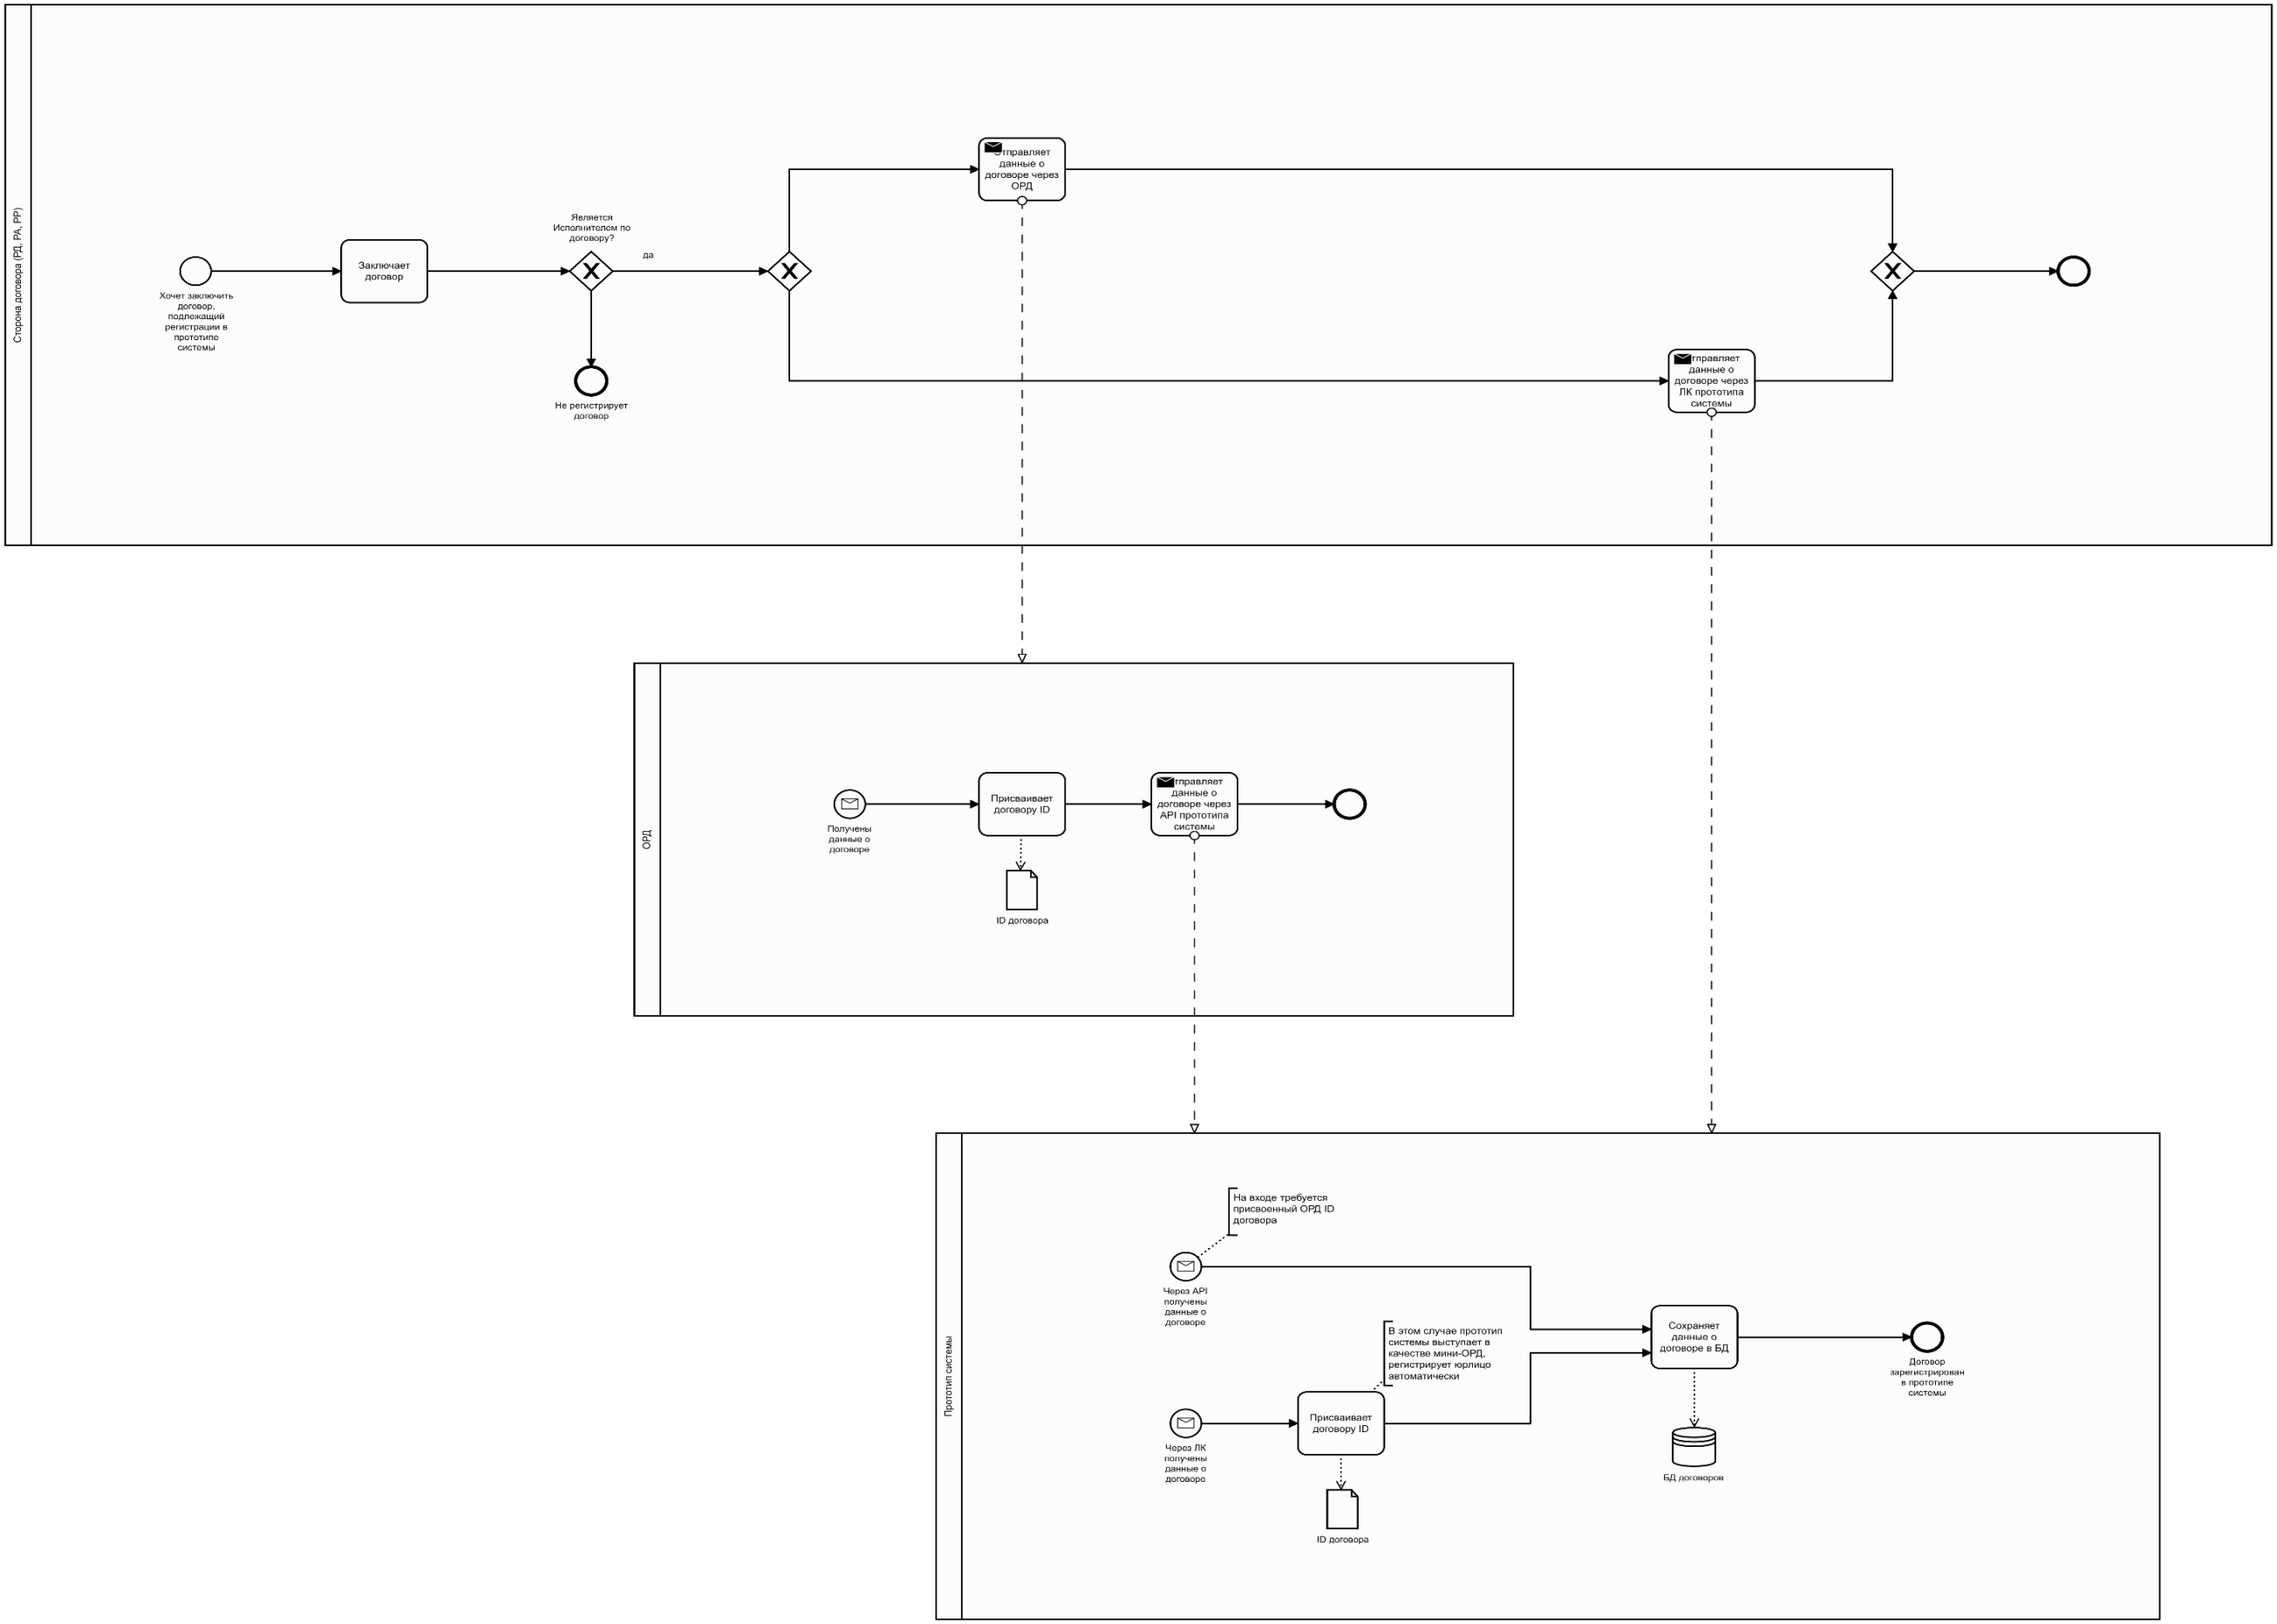 Сторона договора (РД, РА, РР)
Хочет заключить
договор,
подлежащий
регистрации в
прототипе
системы
Заключает
договор
Является
Исполнителем по
договору?
да
Не регистрирует
договор
Отправляет
данные о
договоре через
ОРД
тправляет
данные о
договоре через
ЛК прототипа
системы
ОРД
Получены
данные о
договоре
Присваивает
договору ID
ID договора
тправляет
данные о
договоре через
API прототипа
системы
Прототип системы
На входе требуется
присвоенный ОРД ID
договора
Через API
получены
данные о
договоре
В этом случае прототип
системы выступает в
качестве мини-ОРД,
регистрирует юрлицо
автоматически
Через ЛК
получены
данные о
договоре
Присваивает
договору ID
ID договора
Сохраняет
данные о
договоре в БД
БД договоров
Договор
зарегистрирован
в прототипе
системы